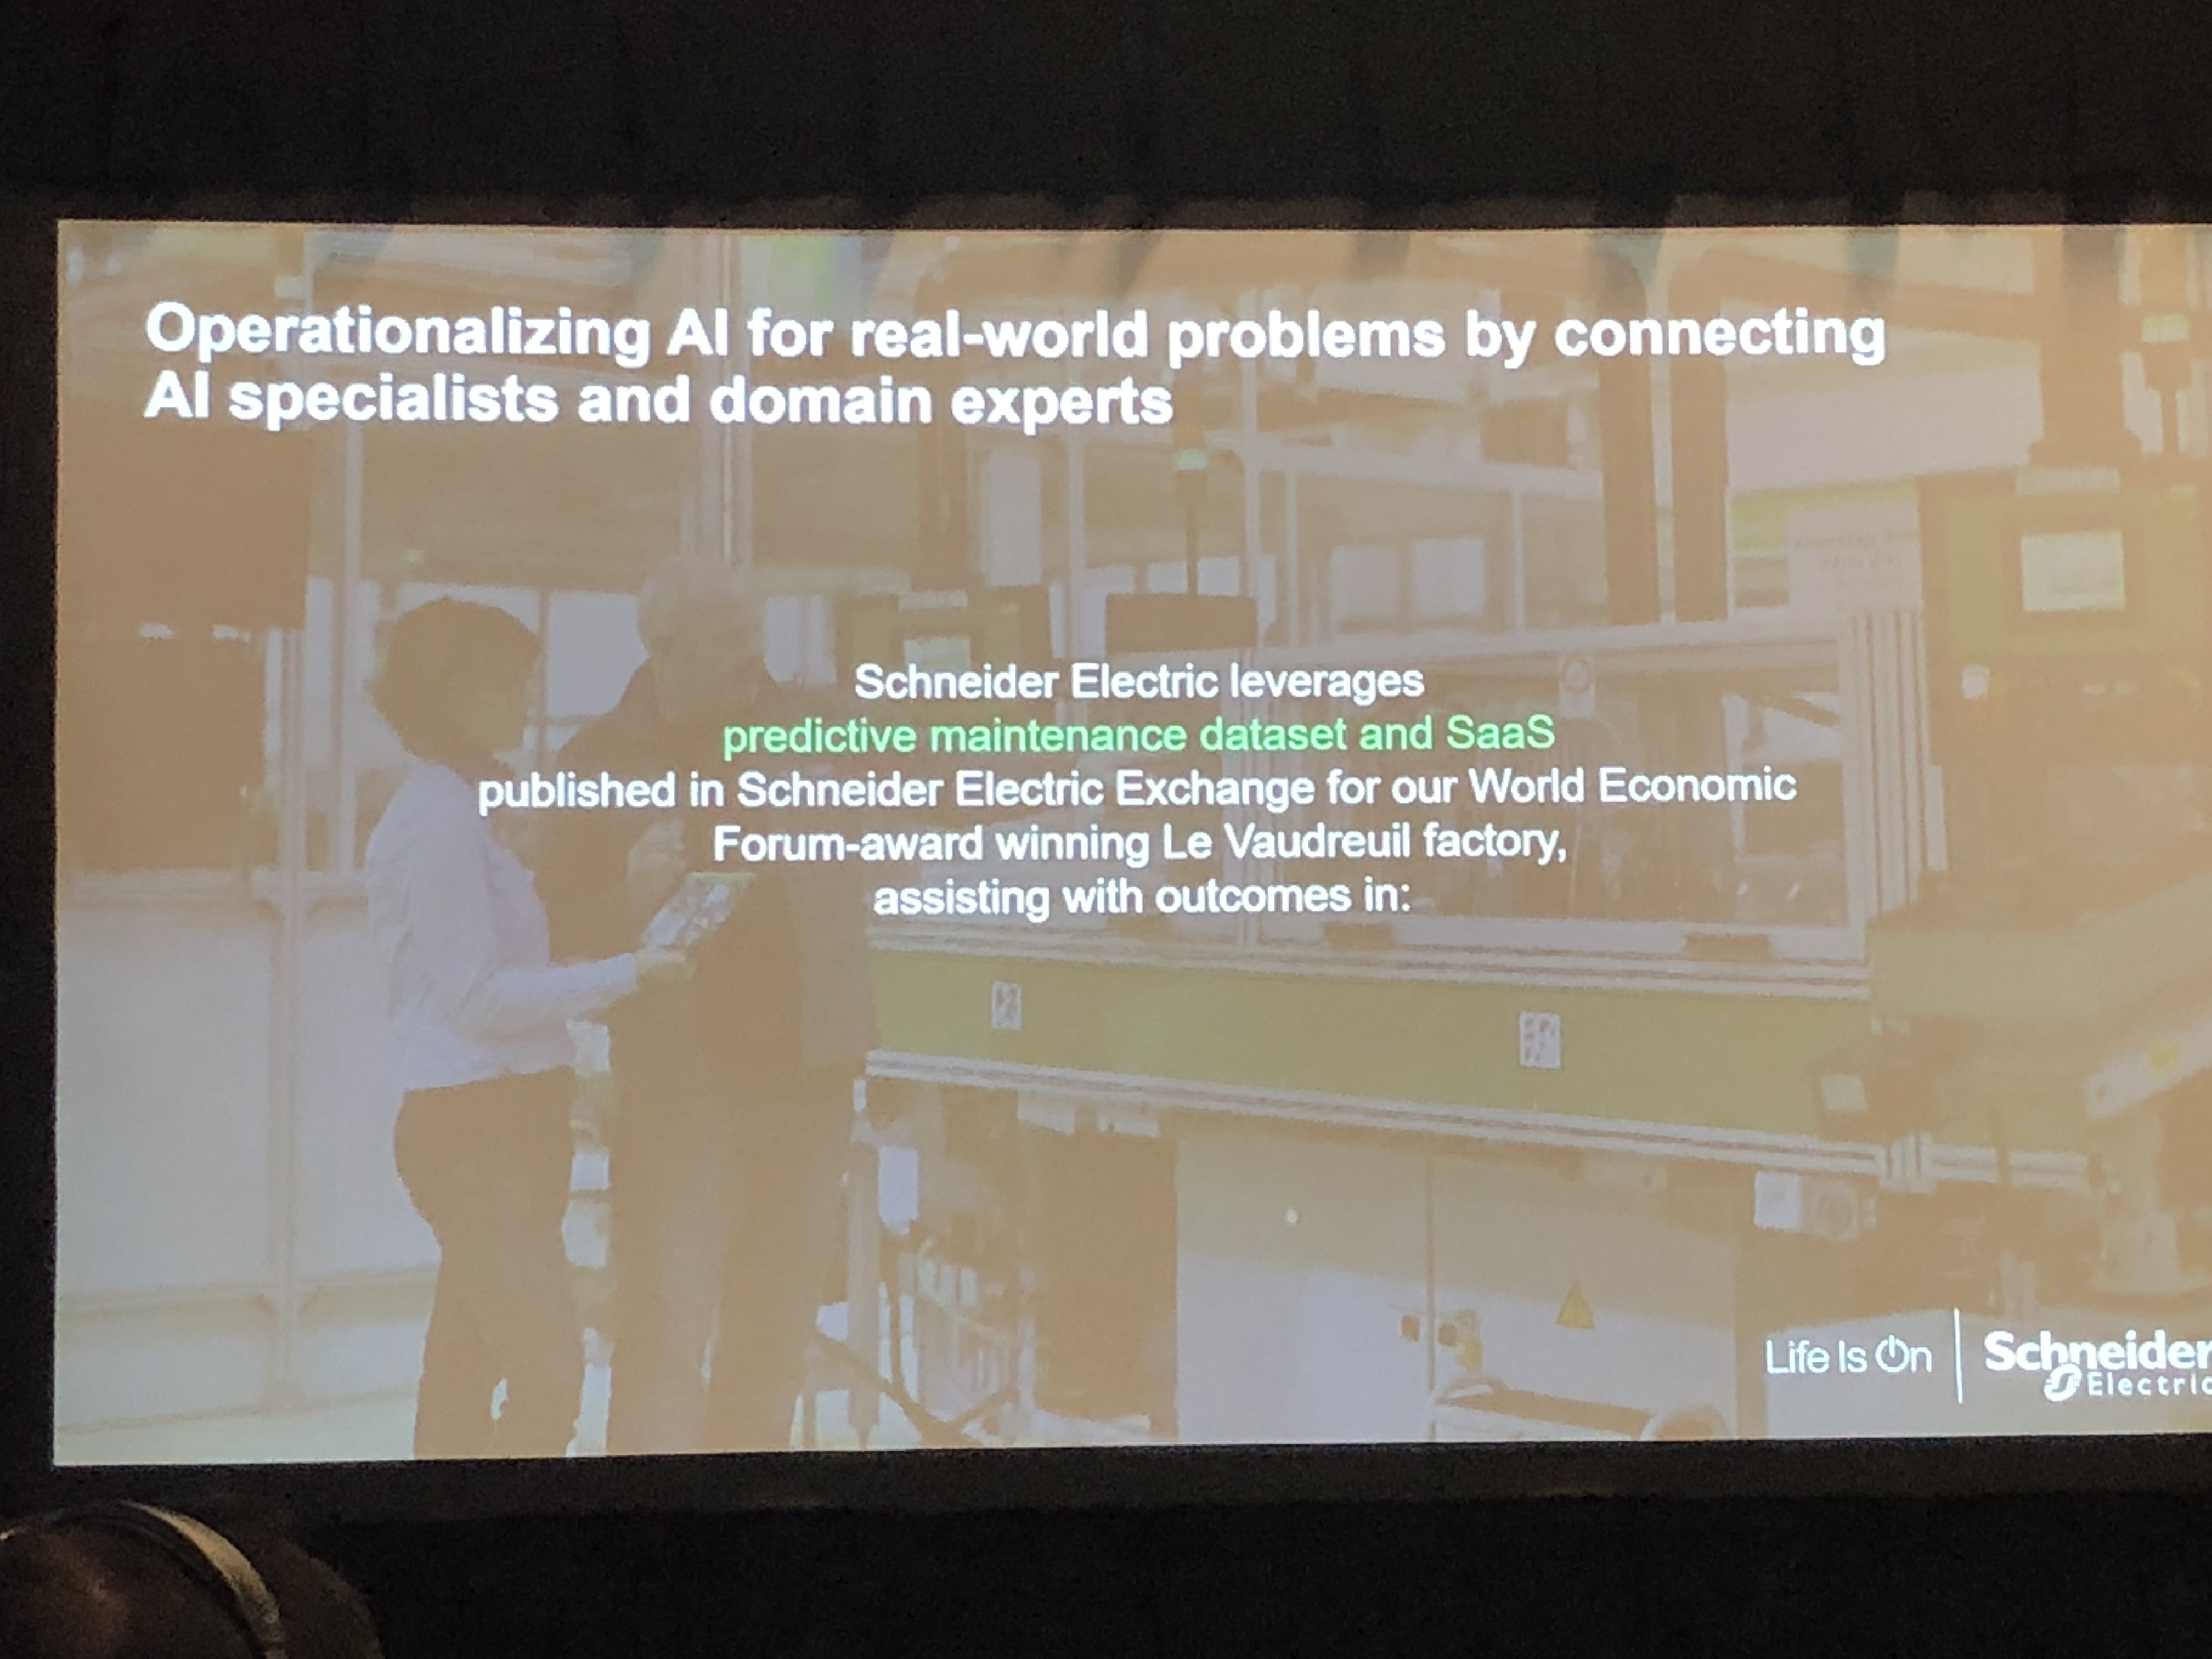 Operationalizing AI for real-world problems by connecting
AI specialists and domain experts
Schneider Electric leverages
predictive maintenance dataset and SaaS
published in Schneider Electric Exchange for our World Economic
Forum-award winning Le Vaudreuil factory,
assisting with outcomes in:
Life Is On
Schneider
Electric